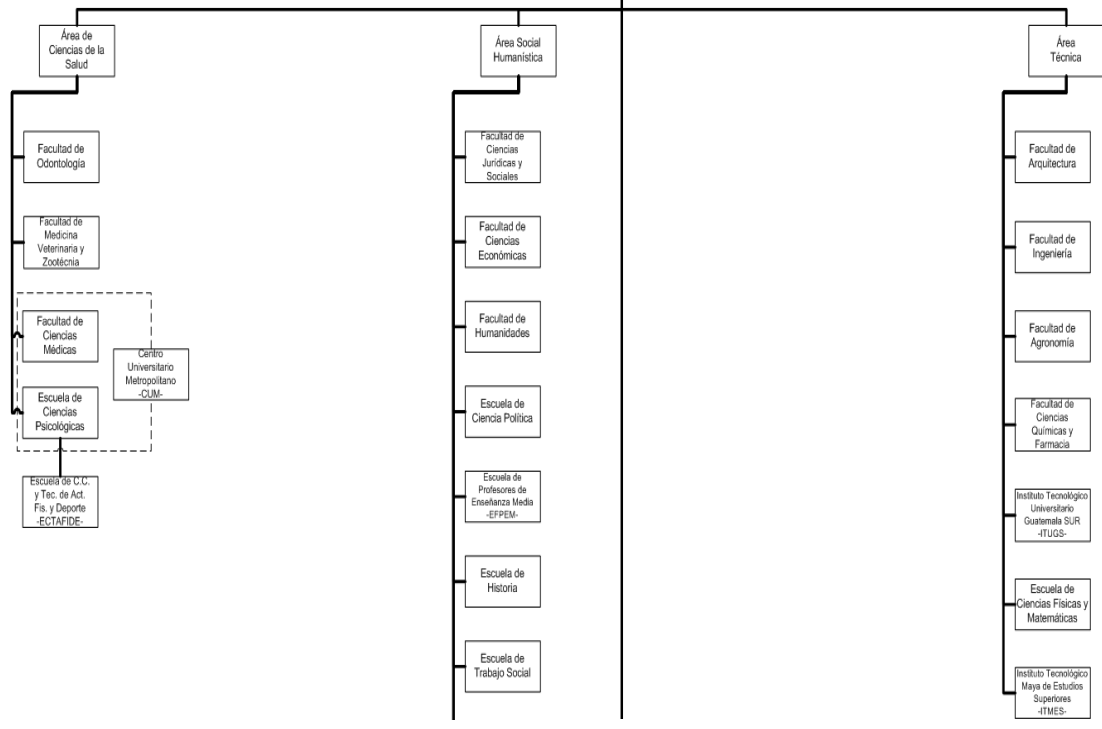 Área de
Ciencias de la
Salud
Facultad de
Odontología
Facultad de
Medicina
Veterinaria y
Zootécnia
Facultad de
Ciencias
Médicas
Centro
Universitario
Metropolitano
-CUM-
Escuela de
Ciencias
Psicológicas
Escuela de C.C.
y Tec. de Act.
Fis. y Deporte
-ECTAFIDE-
Área Social
Humanística
Facultad de
Ciencias
Jurídicas y
Sociales
Facultad de
Ciencias
Económicas
Facultad de
Humanidades
Escuela de
Ciencia Política
Escuela de
Profesores de
Enseñanza Media
-EFPEM-
Escuela de
Historia
Escuela de
Trabajo Social
Área
Técnica
Facultad de
Arquitectura
Facultad de
Ingeniería
Facultad de
Agronomía
Facultad de
Ciencias
Químicas y
Farmacia
Instituto Tecnológico
Universitario
Guatemala SUR
-ITUGS-
Escuela de
Ciencias Físicas y
Matemáticas
Instituto Tecnológico
Maya de Estudios
Superiores
-ITMES-